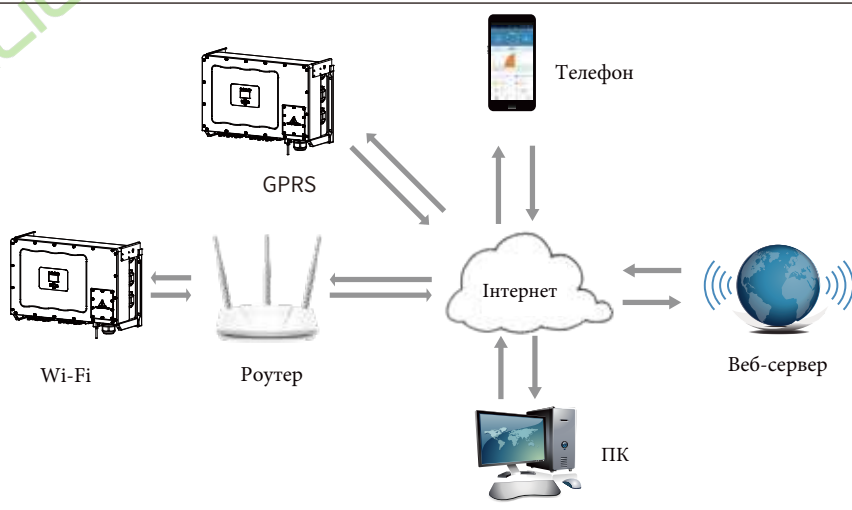 Телефон
GPRS
Інтернет
Wi-Fi
Роутер
Веб-сервер
ПК